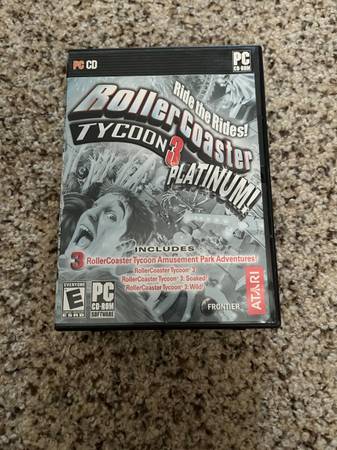 PC CD
PC
CD-ROM
Ride the Rides!
RollerCoaster
TYCOON 3
PLATINUM!
INCLUDES
3 RollerCoaster Tycoon Amusement Park Adventures!
RollerCoaster Tycoon® 3
RollerCoaster Tycoon® 3: Soaked!
RollerCoaster Tycoon® 3: Wild!
EVERYONE
E
ESRB
PC
CD-ROM
SOFTWARE
FRONTIER
ATARI